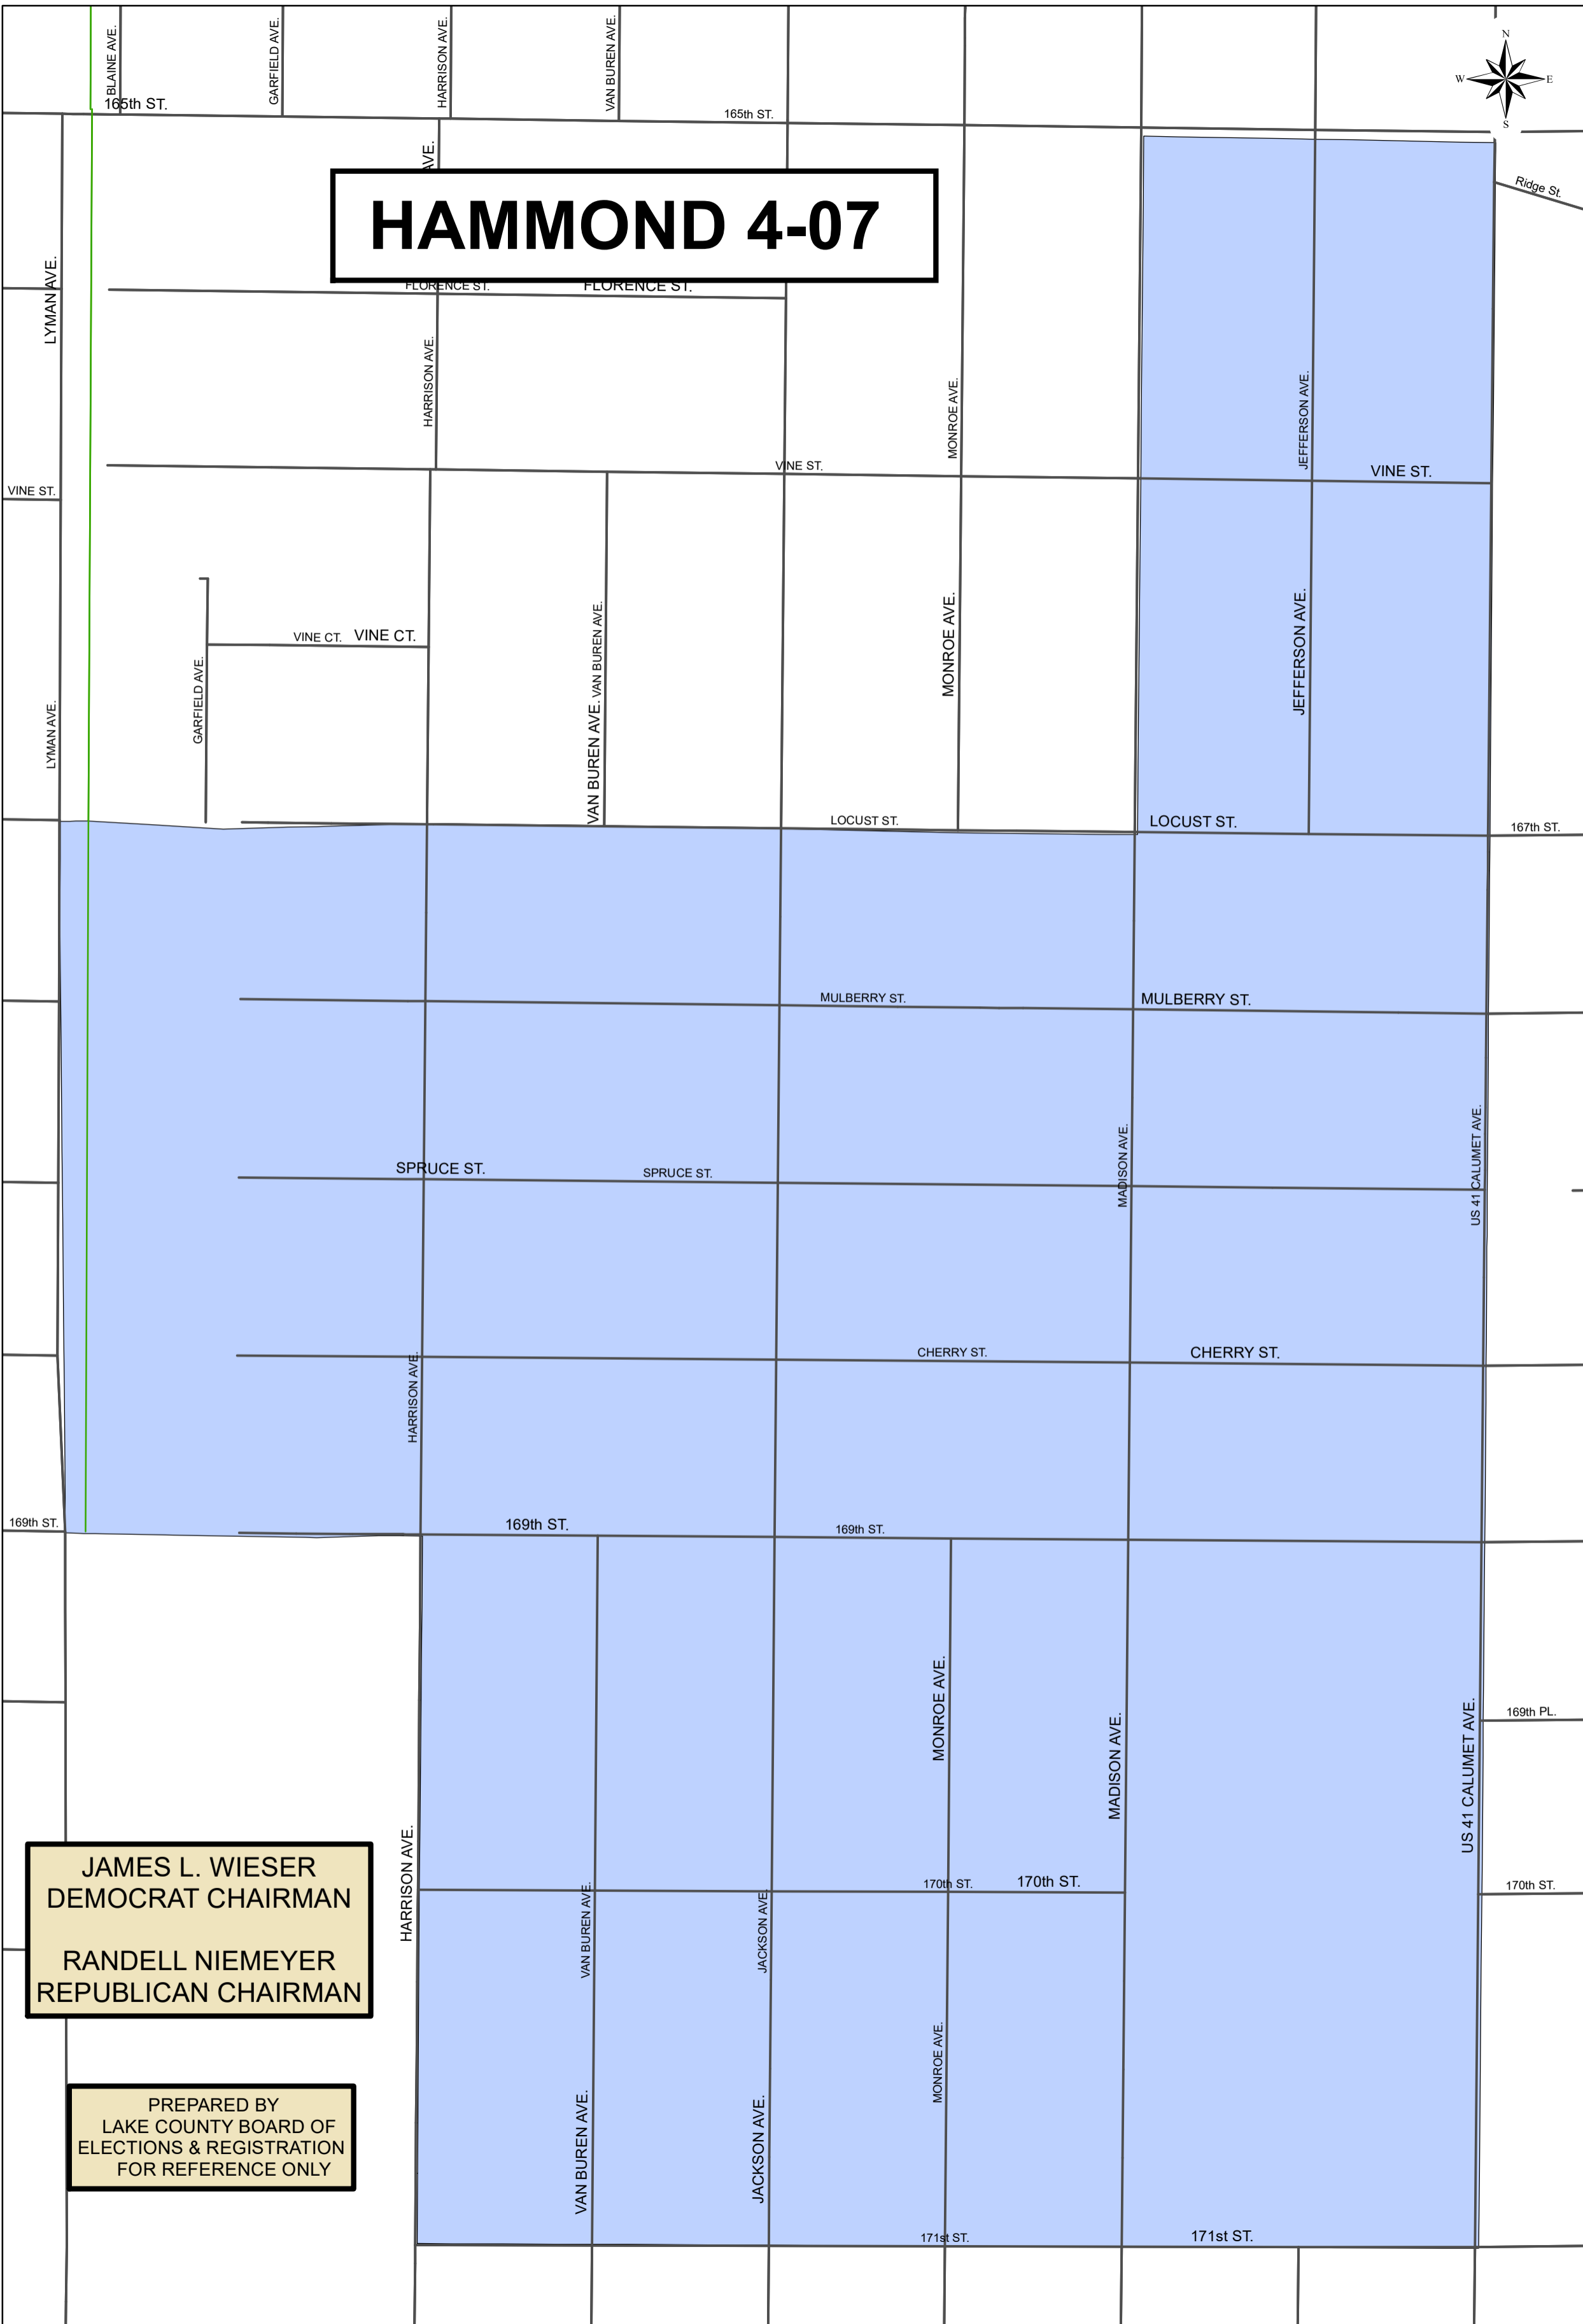 BLAINE AVE.
GARFIELD AVE.
HARRISON AVE.
VAN BUREN AVE.
N
W
E
S
165th ST.
165th ST.
AVE.
Ridge St.
HAMMOND 4-07
LYMAN AVE.
FLORENCE ST.
FLORENCE ST.
HARRISON AVE.
MONROE AVE.
JEFFERSON AVE.
VINE ST.
VINE ST.
VINE ST.
VINE CT.
VINE CT.
GARFIELD AVE.
VAN BUREN AVE.
VAN BUREN AVE.
MONROE AVE.
JEFFERSON AVE.
LYMAN AVE.
LOCUST ST.
LOCUST ST.
167th ST.
MULBERRY ST.
MULBERRY ST.
MADISON AVE.
US 41 CALUMET AVE.
SPRUCE ST.
SPRUCE ST.
CHERRY ST.
CHERRY ST.
HARRISON AVE.
169th ST.
169th ST.
169th ST.
MONROE AVE.
MADISON AVE.
US 41 CALUMET AVE.
169th PL.
HARRISON AVE.
170th ST.
170th ST.
170th ST.
VAN BUREN AVE.
JACKSON AVE.
JAMES L. WIESER
DEMOCRAT CHAIRMAN
RANDELL NIEMEYER
REPUBLICAN CHAIRMAN
MONROE AVE.
VAN BUREN AVE.
JACKSON AVE.
PREPARED BY
LAKE COUNTY BOARD OF
ELECTIONS & REGISTRATION
FOR REFERENCE ONLY
171st ST.
171st ST.